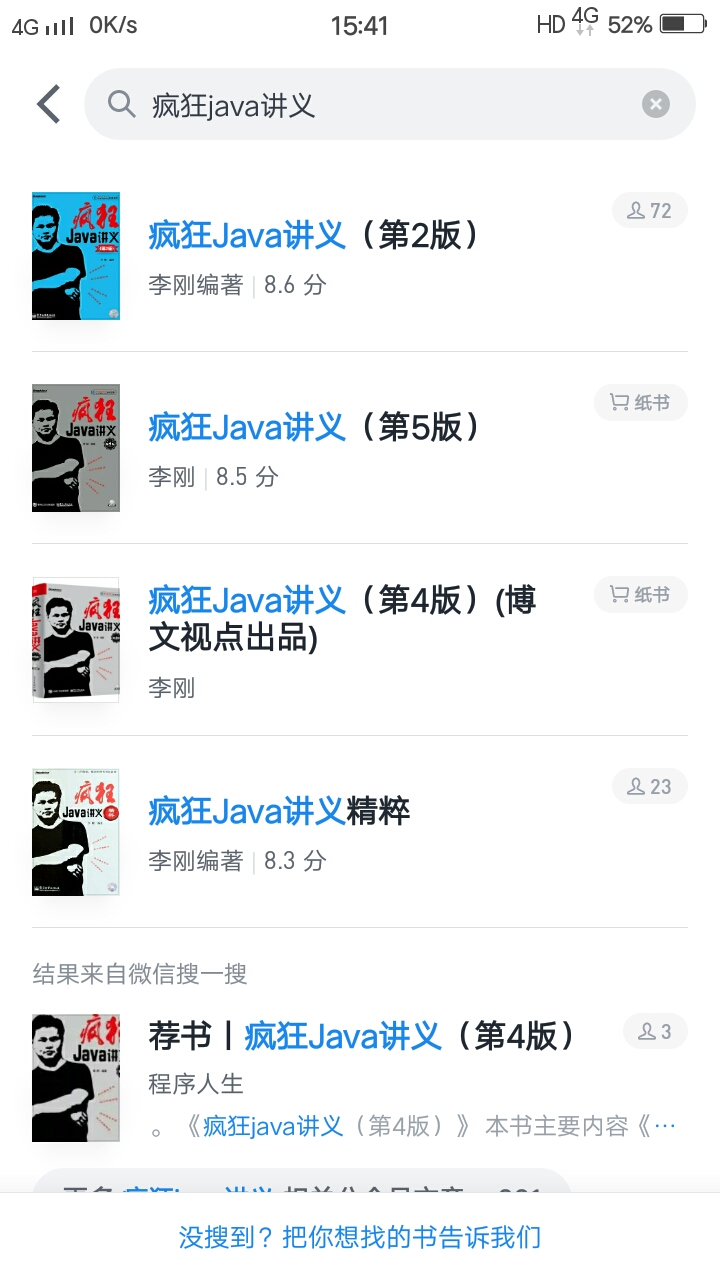 4G 0K/s 15:41 HD 4G 52%
疯狂java讲义
疯狂
Java讲义
疯狂Java讲义（第2版）
72
李刚编著 | 8.6 分
疯狂
Java讲义
疯狂Java讲义（第5版）
纸书
李刚 | 8.5 分
疯狂
Java讲义
疯狂Java讲义（第4版）(博
文视点出品)
纸书
李刚
疯狂
Java讲义
疯狂Java讲义精粹
23
李刚编著 | 8.3 分
结果来自微信搜一搜
疯狂
Java讲
荐书丨疯狂Java讲义（第4版）
3
程序人生
。《疯狂java讲义（第4版）》 本书主要内容《…
没搜到？把你想找的书告诉我们